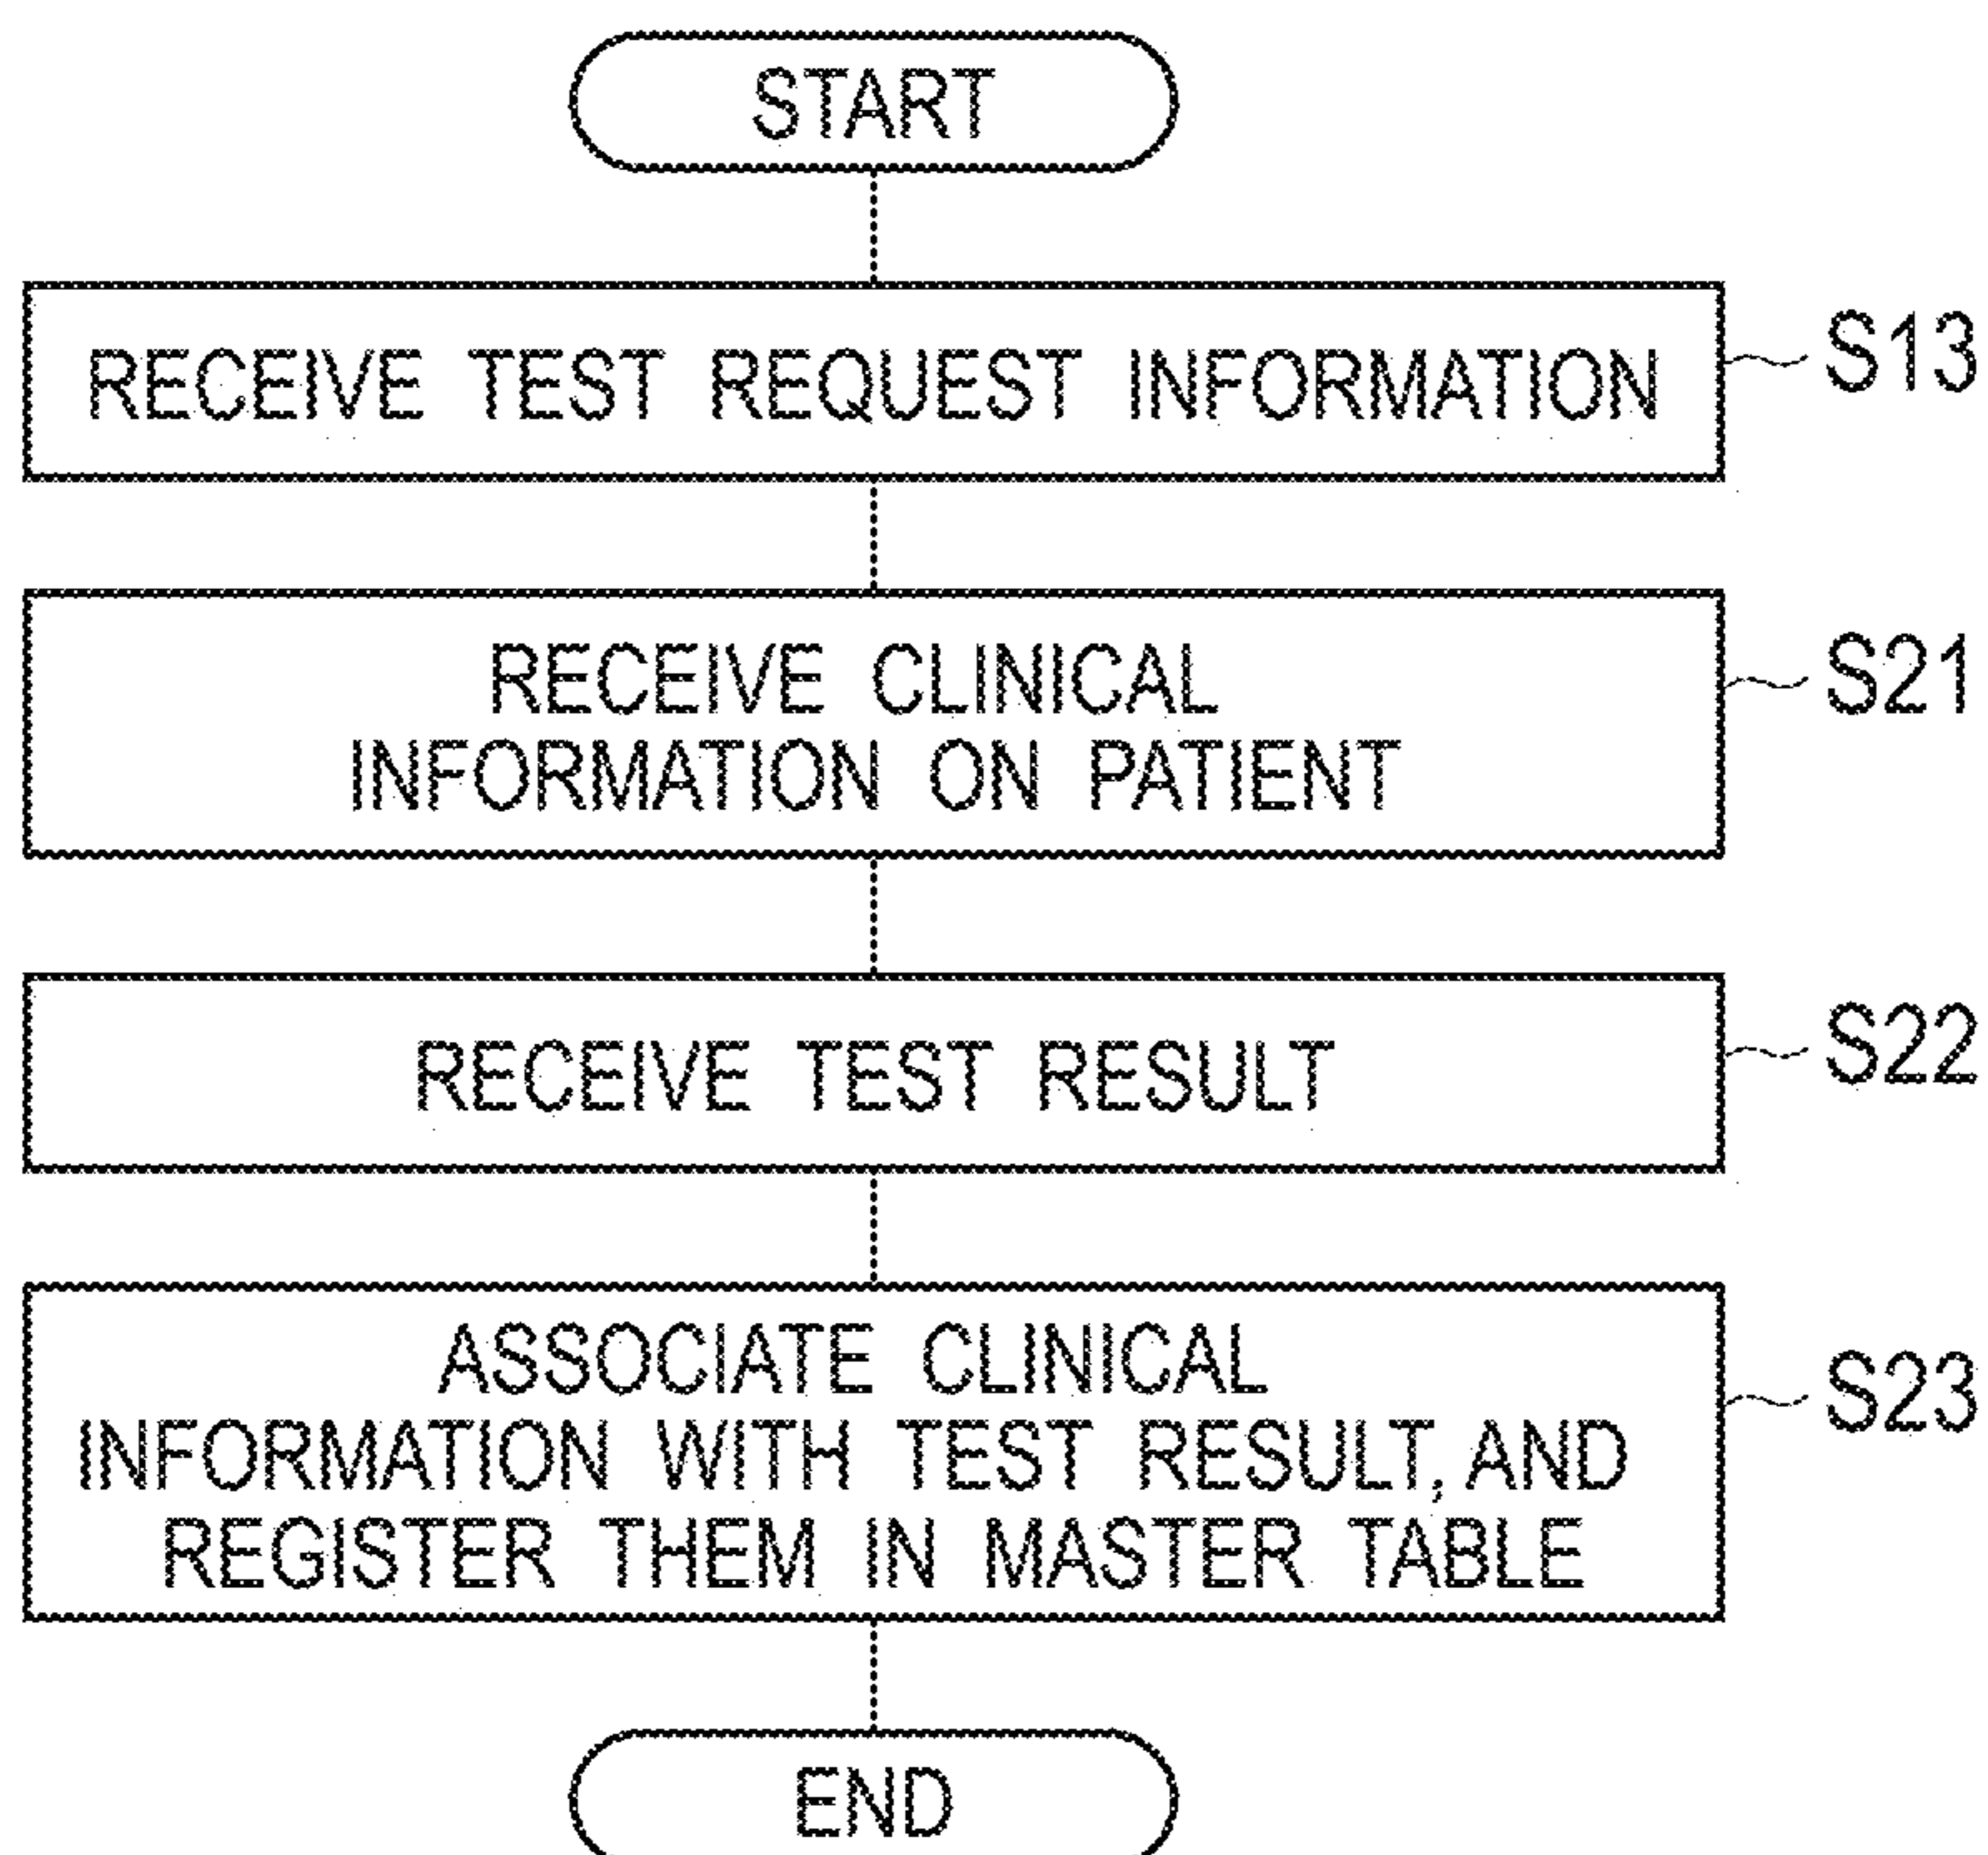 START
RECEIVE TEST REQUEST INFORMATION
S13
RECEIVE CLINICAL
INFORMATION ON PATIENT
S21
RECEIVE TEST RESULT
S22
ASSOCIATE CLINICAL
INFORMATION WITH TEST RESULT, AND
REGISTER THEM IN MASTER TABLE
S23
END